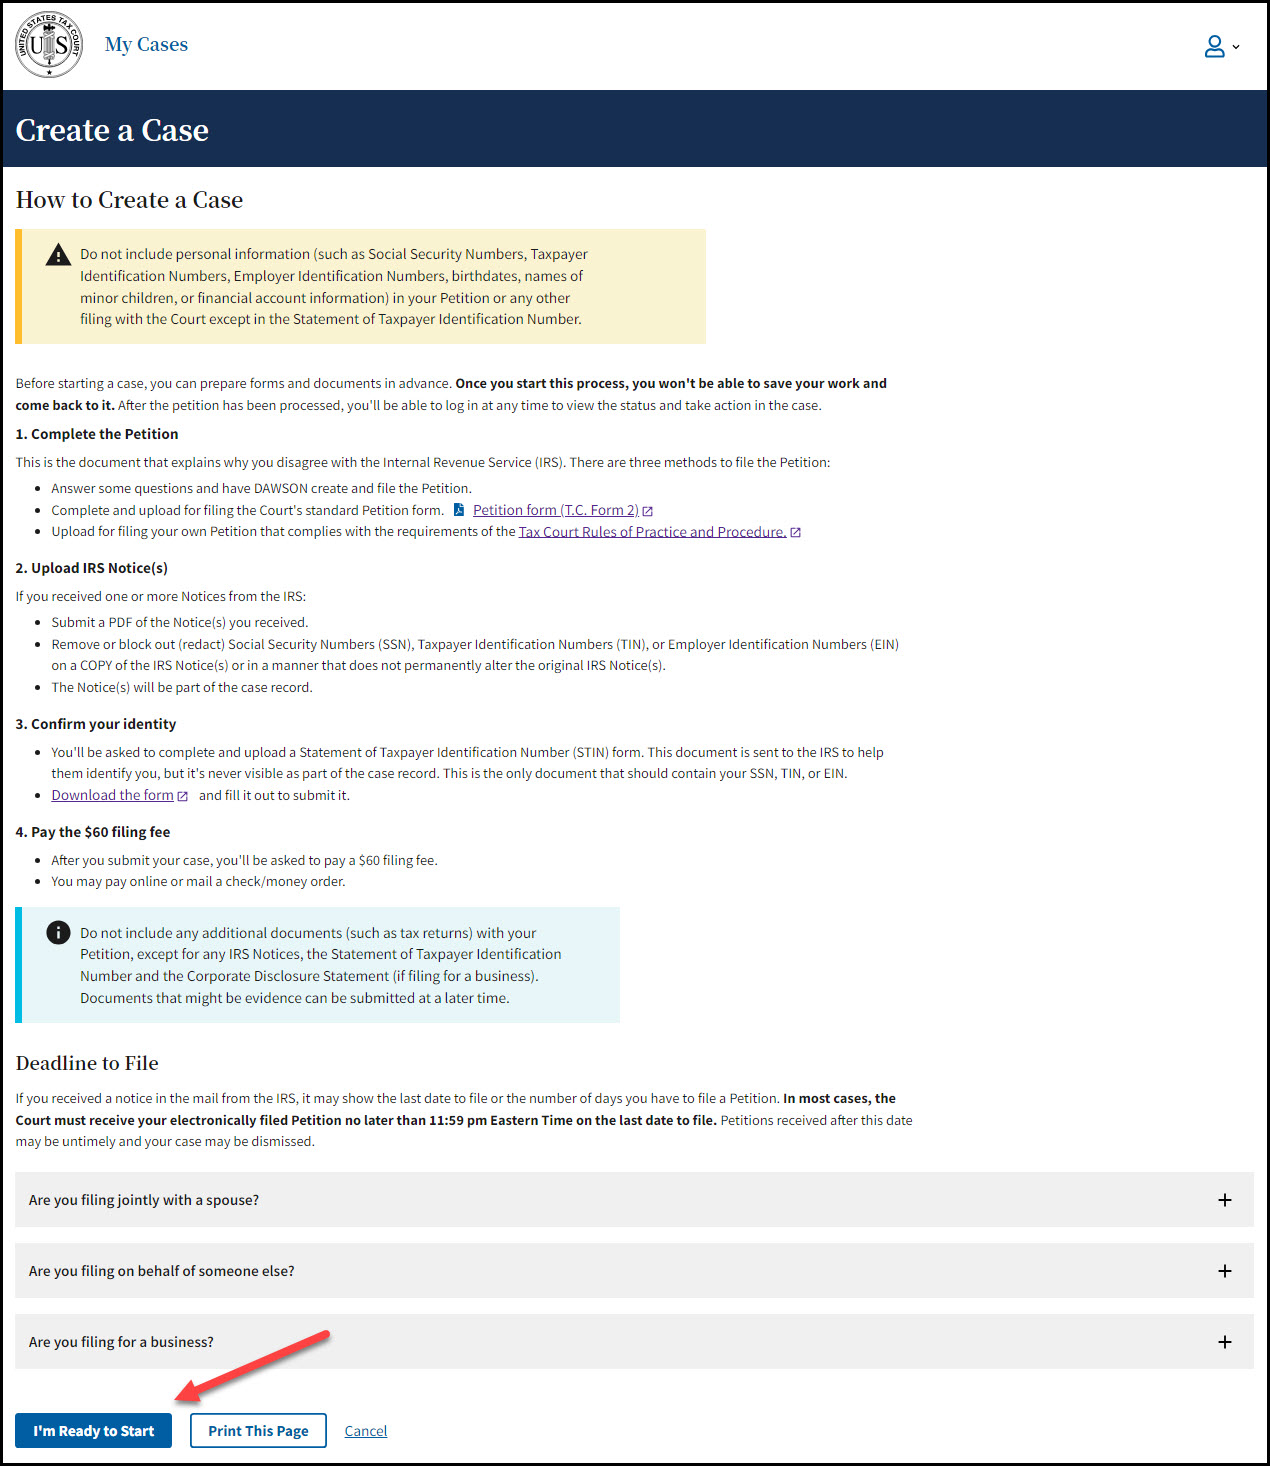 UNITED STATES TAX COURT
US
My Cases
Create a Case
How to Create a Case
Do not include personal information (such as Social Security Numbers, Taxpayer
Identification Numbers, Employer Identification Numbers, birthdates, names of
minor children, or financial account information) in your Petition or any other
filing with the Court except in the Statement of Taxpayer Identification Number.
Before starting a case, you can prepare forms and documents in advance. Once you start this process, you won't be able to save your work and
come back to it. After the petition has been processed, you'll be able to log in at any time to view the status and take action in the case.
1. Complete the Petition
This is the document that explains why you disagree with the Internal Revenue Service (IRS). There are three methods to file the Petition:
• Answer some questions and have DAWSON create and file the Petition.
• Complete and upload for filing the Court's standard Petition form. Petition form (T.C. Form 2)
• Upload for filing your own Petition that complies with the requirements of the Tax Court Rules of Practice and Procedure.
2. Upload IRS Notice(s)
If you received one or more Notices from the IRS:
• Submit a PDF of the Notice(s) you received.
• Remove or block out (redact) Social Security Numbers (SSN), Taxpayer Identification Numbers (TIN), or Employer Identification Numbers (EIN)
on a COPY of the IRS Notice(s) or in a manner that does not permanently alter the original IRS Notice(s).
• The Notice(s) will be part of the case record.
3. Confirm your identity
• You'll be asked to complete and upload a Statement of Taxpayer Identification Number (STIN) form. This document is sent to the IRS to help
them identify you, but it's never visible as part of the case record. This is the only document that should contain your SSN, TIN, or EIN.
• Download the form and fill it out to submit it.
4. Pay the $60 filing fee
• After you submit your case, you'll be asked to pay a $60 filing fee.
• You may pay online or mail a check/money order.
Do not include any additional documents (such as tax returns) with your
Petition, except for any IRS Notices, the Statement of Taxpayer Identification
Number and the Corporate Disclosure Statement (if filing for a business).
Documents that might be evidence can be submitted at a later time.
Deadline to File
If you received a notice in the mail from the IRS, it may show the last date to file or the number of days you have to file a Petition. In most cases, the
Court must receive your electronically filed Petition no later than 11:59 pm Eastern Time on the last date to file. Petitions received after this date
may be untimely and your case may be dismissed.
Are you filing jointly with a spouse?
Are you filing on behalf of someone else?
Are you filing for a business?
I'm Ready to Start Print This Page Cancel